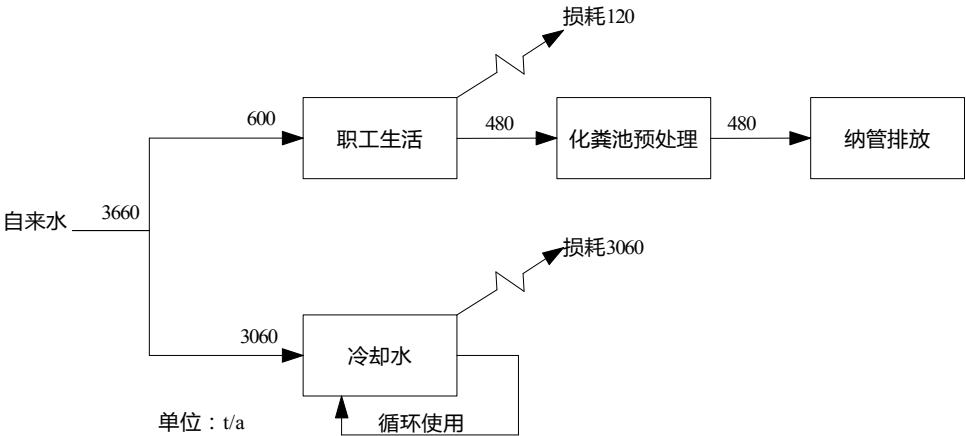 损耗120
600
职工生活
480
化粪池预处理
480
纳管排放
自来水
3660
损耗3060
3060
冷却水
单位：t/a
循环使用